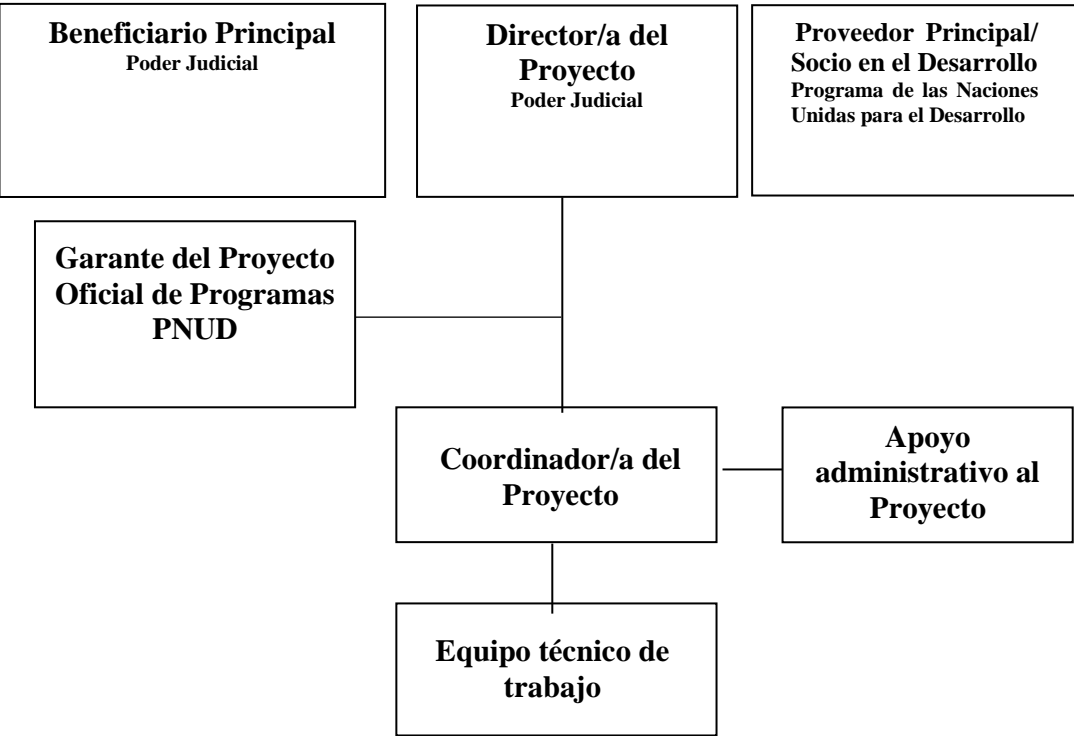 Beneficiario Principal
Poder Judicial
Director/a del
Proyecto
Poder Judicial
Proveedor Principal/
Socio en el Desarrollo
Programa de las Naciones
Unidas para el Desarrollo
Garante del Proyecto
Oficial de Programas
PNUD
Coordinador/a del
Proyecto
Apoyo
administrativo al
Proyecto
Equipo técnico de
trabajo